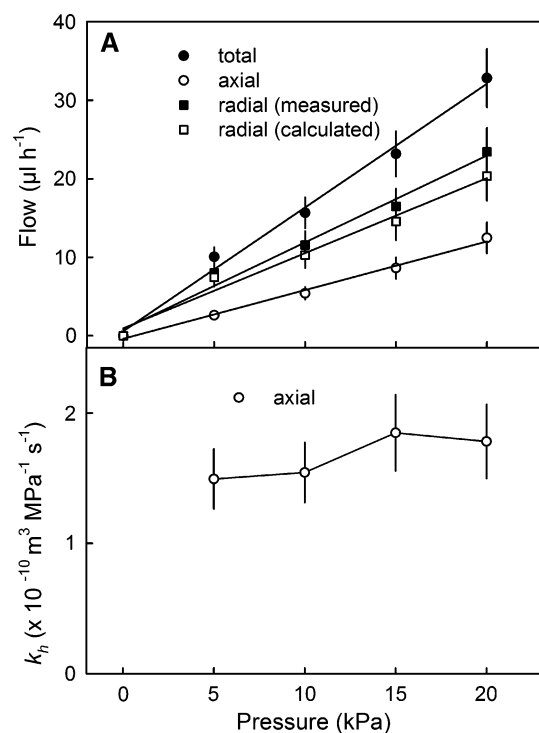 A
total
axial
radial (measured)
radial (calculated)
Flow (µl h⁻¹)
40
30
20
10
0
B
axial
kₕ (x 10⁻¹⁰ m³ MPa⁻¹ s⁻¹)
2
1
0
0 5 10 15 20
Pressure (kPa)